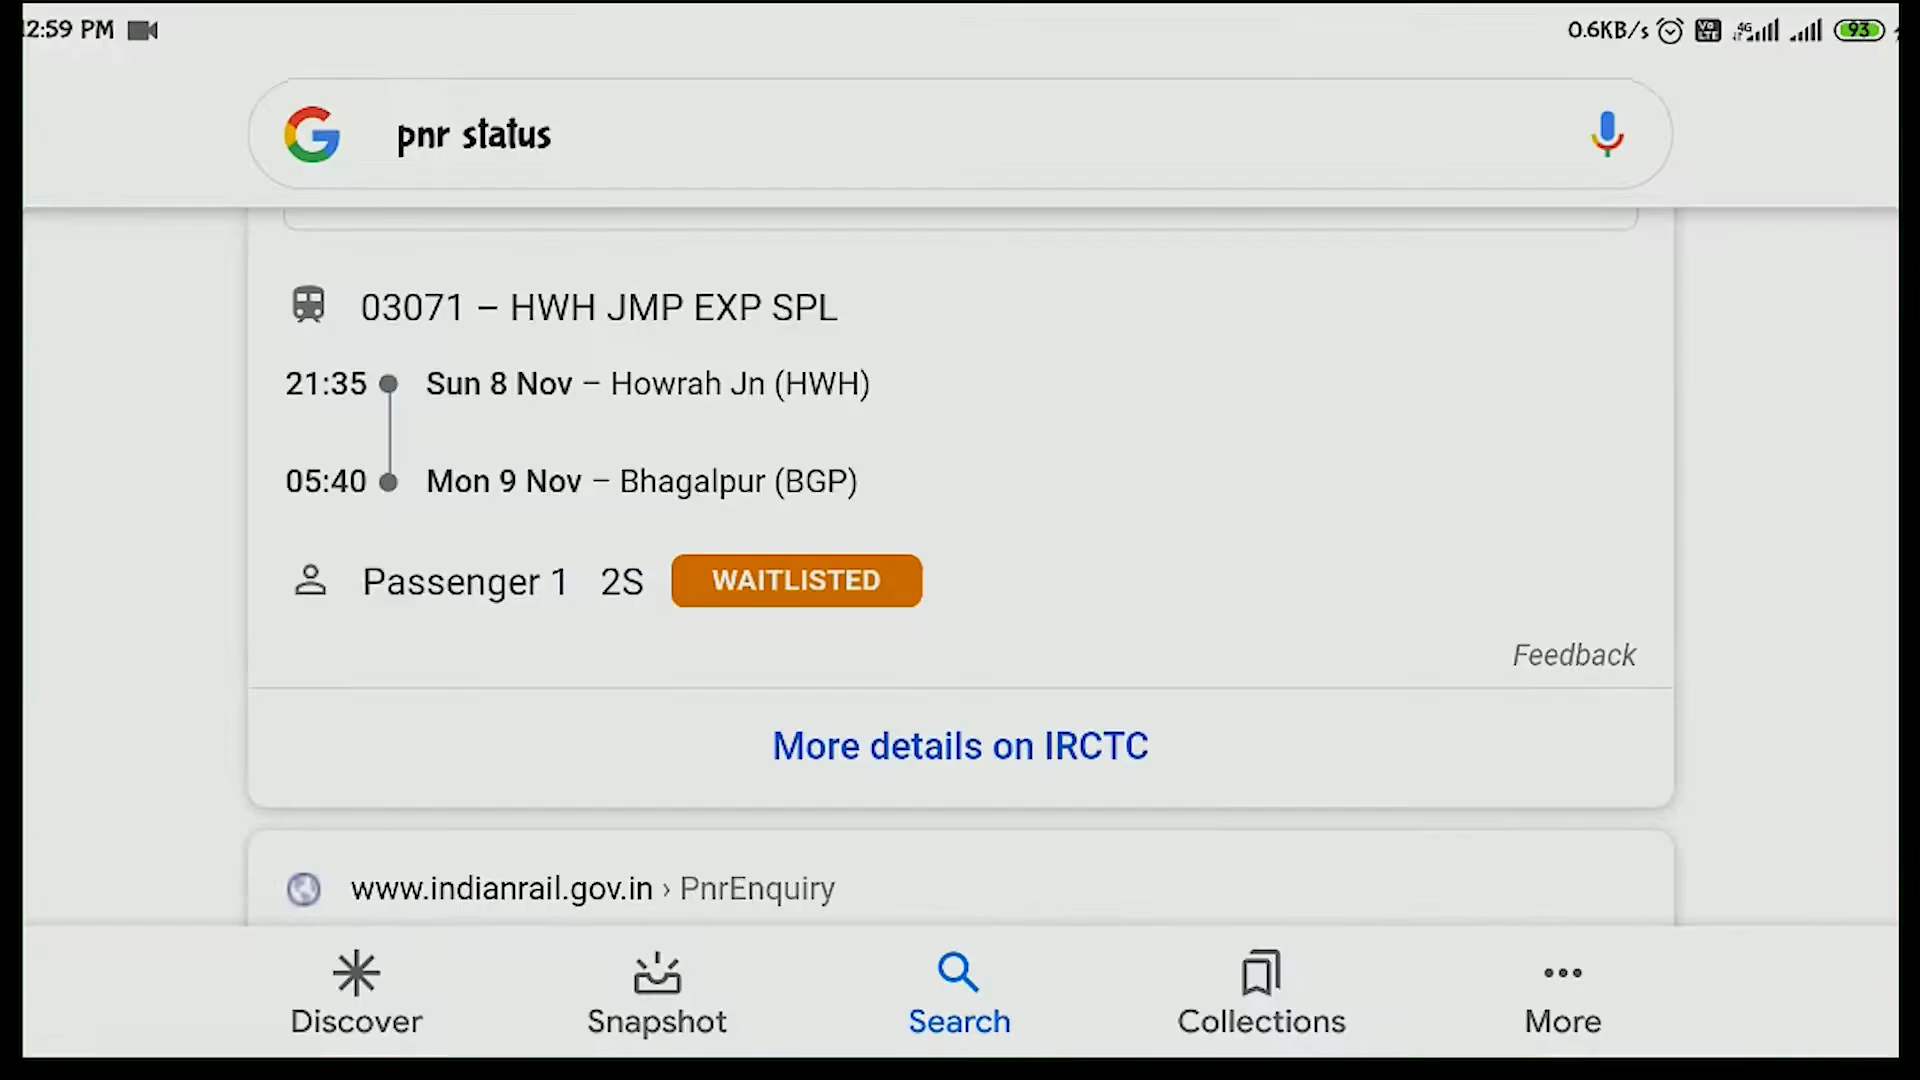 2:59 PM
0.6KB/s 4G 93
pnr status
03071 – HWH JMP EXP SPL
21:35 Sun 8 Nov – Howrah Jn (HWH)
05:40 Mon 9 Nov – Bhagalpur (BGP)
Passenger 1 2S WAITLISTED
Feedback
More details on IRCTC
www.indianrail.gov.in › PnrEnquiry
Discover Snapshot Search Collections More